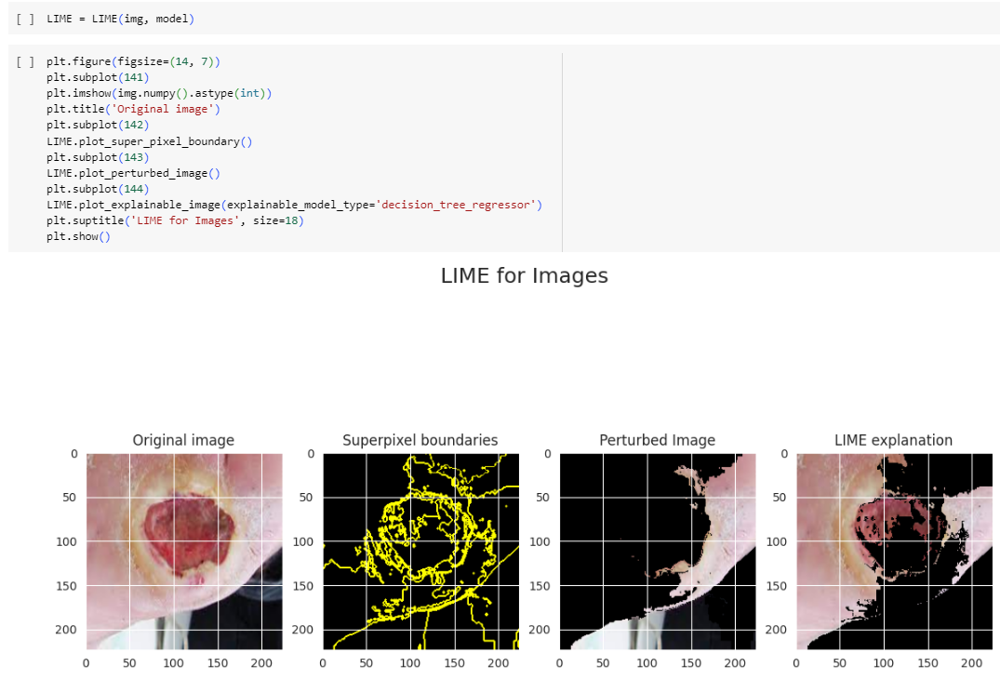 [ ] LIME = LIME(img, model)
[ ] plt.figure(figsize=(14, 7))
plt.subplot(141)
plt.imshow(img.numpy().astype(int))
plt.title('Original image')
plt.subplot(142)
LIME.plot_super_pixel_boundary()
plt.subplot(143)
LIME.plot_perturbed_image()
plt.subplot(144)
LIME.plot_explainable_image(explainable_model_type='decision_tree_regressor')
plt.suptitle('LIME for Images', size=18)
plt.show()
LIME for Images
Original image
0
50
100
150
200
0 50 100 150 200
Superpixel boundaries
0
50
100
150
200
0 50 100 150 200
Perturbed Image
0
50
100
150
200
0 50 100 150 200
LIME explanation
0
50
100
150
200
0 50 100 150 200